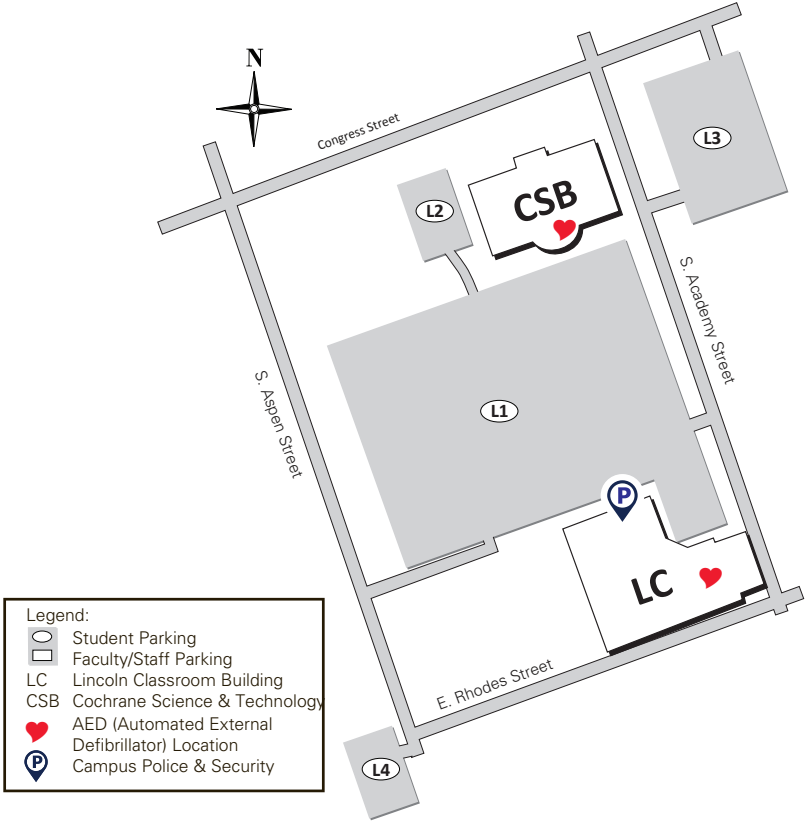 N
Congress Street
L3
L2
CSB
S. Academy Street
S. Aspen Street
L1
P
LC
E. Rhodes Street
L4
Legend:
Student Parking
Faculty/Staff Parking
LC Lincoln Classroom Building
CSB Cochrane Science & Technology
AED (Automated External
Defibrillator) Location
P Campus Police & Security